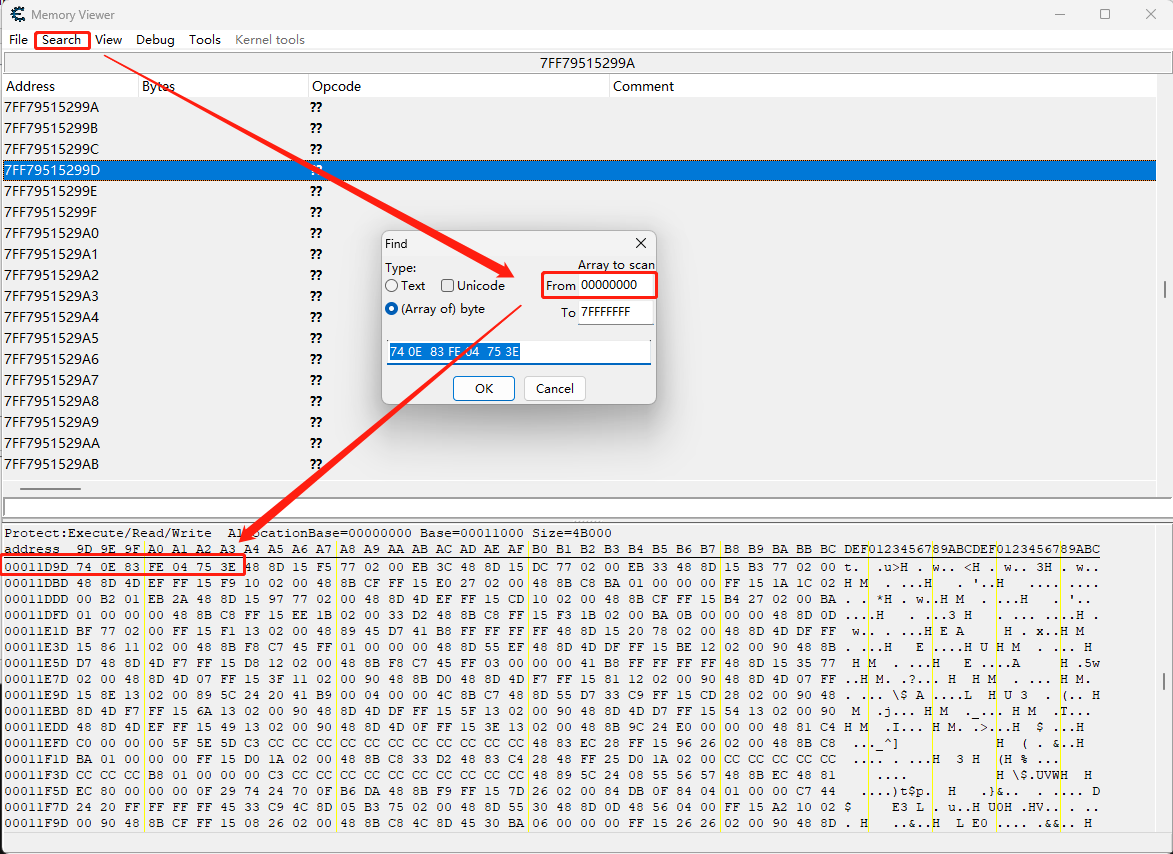 Memory Viewer
File Search View Debug Tools Kernel tools
7FF79515299A
Address Bytes Opcode Comment
7FF79515299A ??
7FF79515299B ??
7FF79515299C ??
7FF79515299D ??
7FF79515299E ??
7FF79515299F ??
7FF7951529A0 ??
7FF7951529A1 ??
7FF7951529A2 ??
7FF7951529A3 ??
7FF7951529A4 ??
7FF7951529A5 ??
7FF7951529A6 ??
7FF7951529A7 ??
7FF7951529A8 ??
7FF7951529A9 ??
7FF7951529AA ??
7FF7951529AB ??
Find
Type:
Array to scan
Text Unicode
From 00000000
(Array of) byte
To 7FFFFFFF
74 0E 83 FE 04 75 3E
OK Cancel
Protect:Execute/Read/Write AllocationBase=00000000 Base=00011000 Size=4B000
address 9D 9E 9F A0 A1 A2 A3 A4 A5 A6 A7 A8 A9 AA AB AC AD AE AF B0 B1 B2 B3 B4 B5 B6 B7 B8 B9 BA BB BC DEF0123456789ABCDEF0123456789ABC
00011D9D 74 0E 83 FE 04 75 3E 48 8D 15 F5 77 02 00 EB 3C 48 8D 15 DC 77 02 00 EB 33 48 8D 15 B3 77 02 00
00011DBD 48 8D 4D EF FF 15 F9 10 02 00 48 8B CF FF 15 E0 27 02 00 48 8B C8 BA 01 00 00 00 FF 15 1A 1C 02
00011DDD 00 B2 01 EB 2A 48 8D 15 97 77 02 00 48 8D 4D EF FF 15 CD 10 02 00 48 8B CF FF 15 B4 27 02 00 BA
00011DFD 01 00 00 00 48 8B C8 FF 15 EE 1B 02 00 33 D2 48 8B C8 FF 15 F3 1B 02 00 BA 0B 00 00 00 48 8D 0D
00011E1D BF 77 02 00 FF 15 F1 13 02 00 48 89 45 D7 41 B8 FF FF FF FF 48 8D 15 20 78 02 00 48 8D 4D DF FF
00011E3D 15 86 11 02 00 48 8B F8 C7 45 FF 01 00 00 00 48 8D 55 EF 48 8D 4D DF FF 15 BE 12 02 00 90 48 8B
00011E5D D7 48 8D 4D F7 FF 15 D8 12 02 00 48 8B F8 C7 45 FF 03 00 00 00 41 B8 FF FF FF FF 48 8D 15 35 77
00011E7D 02 00 48 8D 4D 07 FF 15 3F 11 02 00 90 48 8B D0 48 8D 4D F7 FF 15 81 12 02 00 90 48 8D 4D 07 FF
00011E9D 15 8E 13 02 00 89 5C 24 20 41 B9 00 04 00 00 4C 8B C7 48 8D 55 D7 33 C9 FF 15 CD 28 02 00 90 48
00011EBD 8D 4D F7 FF 15 6A 13 02 00 90 48 8D 4D DF FF 15 5F 13 02 00 90 48 8D 4D D7 FF 15 54 13 02 00 90
00011EDD 48 8D 4D EF FF 15 49 13 02 00 90 48 8D 4D 0F FF 15 3E 13 02 00 48 8B 9C 24 E0 00 00 00 48 81 C4
00011EFD C0 00 00 00 5F 5E 5D C3 CC CC CC CC CC CC CC CC CC CC CC 48 83 EC 28 FF 15 96 26 02 00 48 8B C8
00011F1D BA 01 00 00 00 FF 15 D0 1A 02 00 48 8B C8 33 D2 48 83 C4 28 48 FF 25 D0 1A 02 00 CC CC CC CC CC
00011F3D CC CC CC B8 01 00 00 00 C3 CC CC CC CC CC CC CC CC CC CC 48 89 5C 24 08 55 56 57 48 8B EC 48 81
00011F5D EC 80 00 00 00 0F 29 74 24 70 0F B6 DA 48 8B F9 FF 15 7D 26 02 00 84 DB 0F 84 04 01 00 00 C7 44
00011F7D 24 20 FF FF FF FF 45 33 C9 4C 8D 05 B3 75 02 00 48 8D 55 30 48 8D 0D 48 56 04 00 FF 15 A2 10 02
00011F9D 00 90 48 8B CF FF 15 08 26 02 00 48 8B C8 4C 8D 45 30 BA 06 00 00 00 FF 15 26 26 02 00 90 48 8D